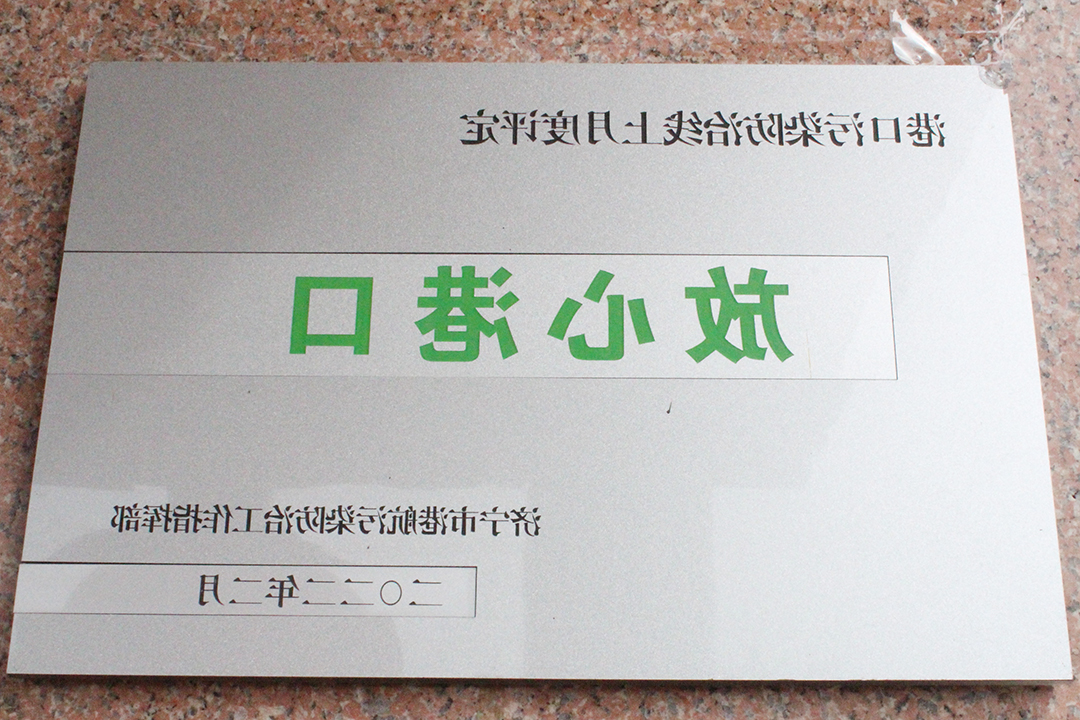 港口污染防治线上月度评定
放心港口
济宁市港航污染防治工作指挥部
二〇二二年二月